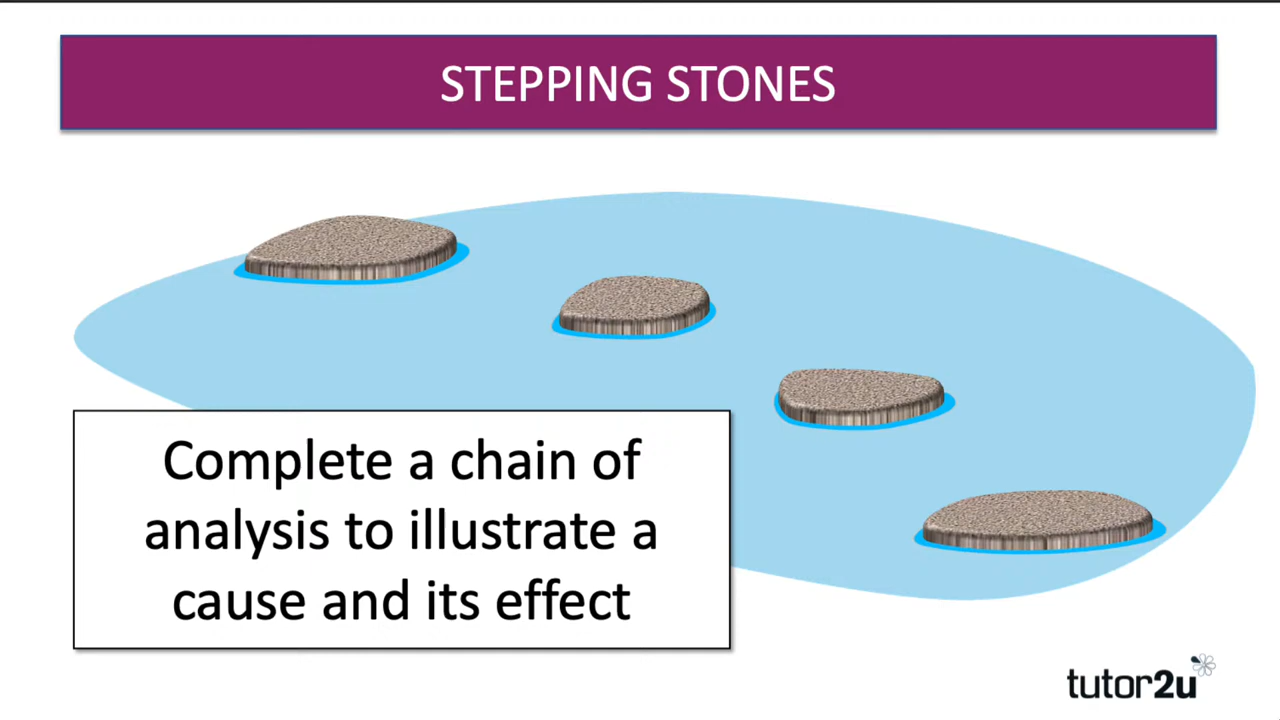 STEPPING STONES
Complete a chain of
analysis to illustrate a
cause and its effect
tutor2u